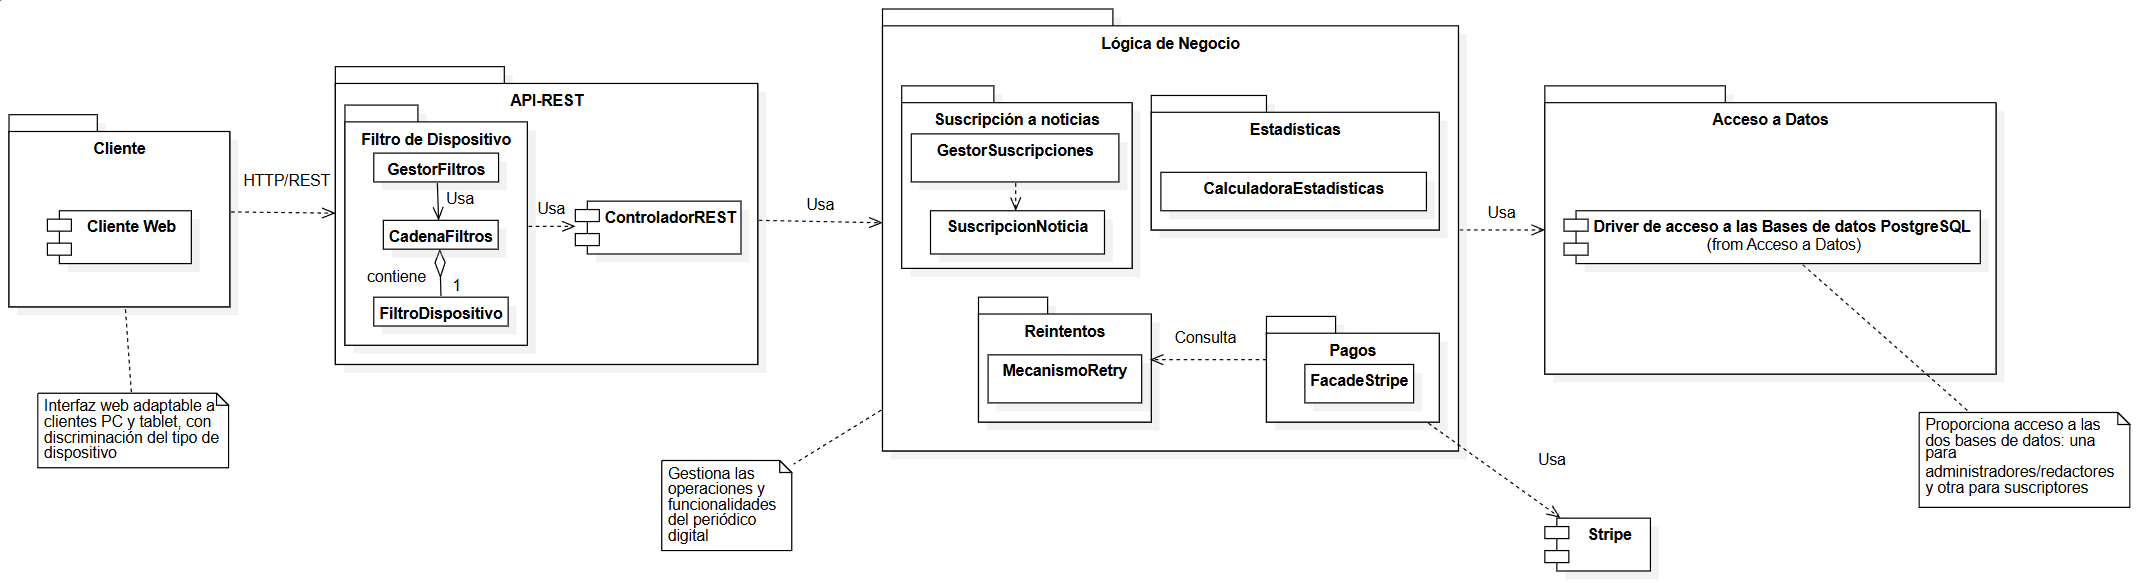 Cliente
Cliente Web
Interfaz web adaptable a
clientes PC y tablet, con
discriminación del tipo de
dispositivo
HTTP/REST
API-REST
Filtro de Dispositivo
GestorFiltros
Usa
CadenaFiltros
contiene
1
FiltroDispositivo
Usa
ControladorREST
Usa
Lógica de Negocio
Suscripción a noticias
GestorSuscripciones
SuscripcionNoticia
Estadísticas
CalculadoraEstadísticas
Reintentos
MecanismoRetry
Consulta
Pagos
FacadeStripe
Gestiona las
operaciones y
funcionalidades
del periódico
digital
Usa
Stripe
Usa
Acceso a Datos
Driver de acceso a las Bases de datos PostgreSQL
(from Acceso a Datos)
Proporciona acceso a las
dos bases de datos: una
para
administradores/redactores
y otra para suscriptores